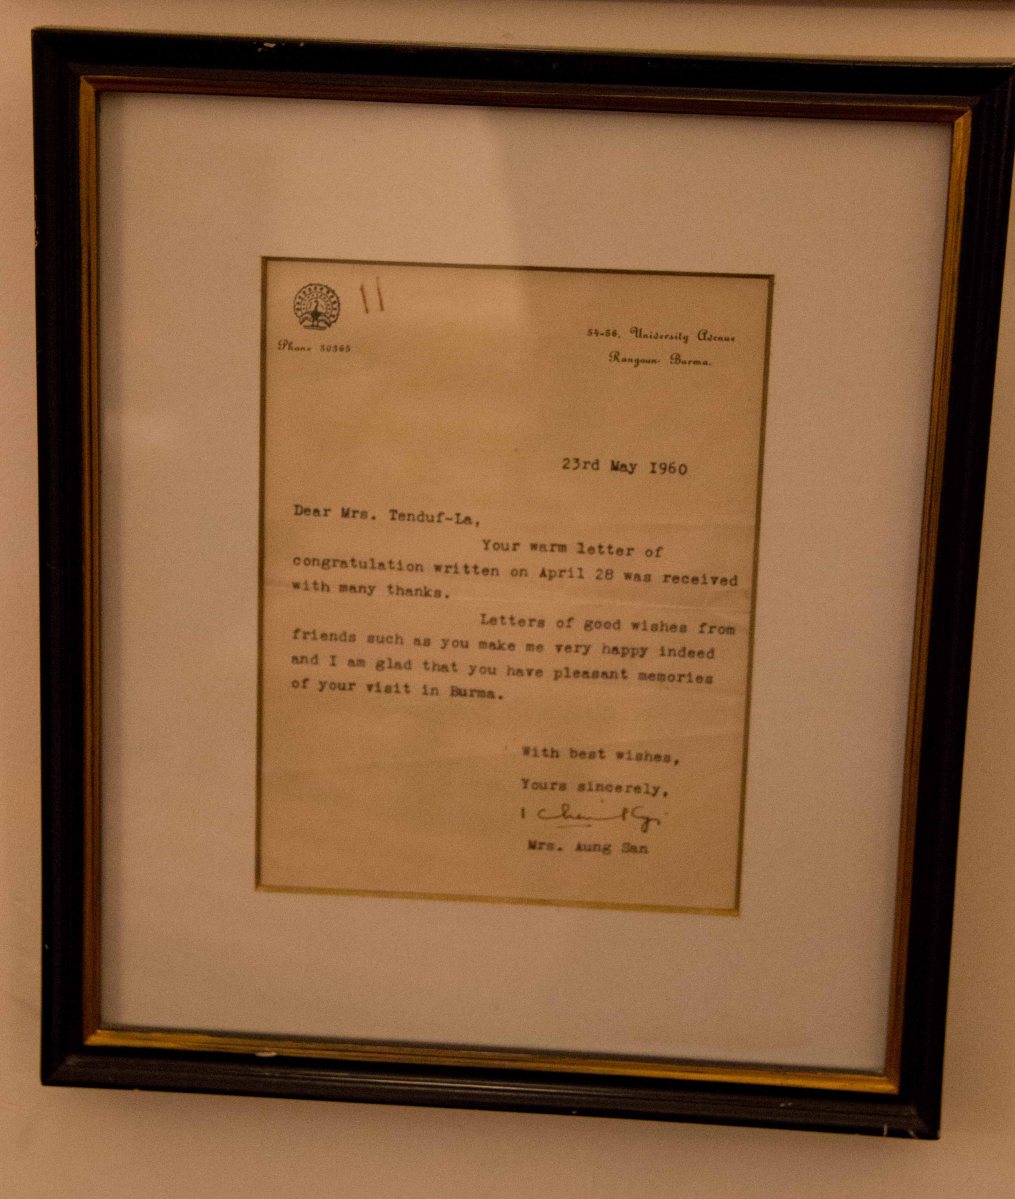 Phone 30365
54-56, University Avenue
Rangoon Burma.
23rd May 1960
Dear Mrs. Tenduf-La,
Your warm letter of
congratulation written on April 28 was received
with many thanks.
Letters of good wishes from
friends such as you make me very happy indeed
and I am glad that you have pleasant memories
of your visit in Burma.
With best wishes,
Yours sincerely,
Khin Kyi
Mrs. Aung San